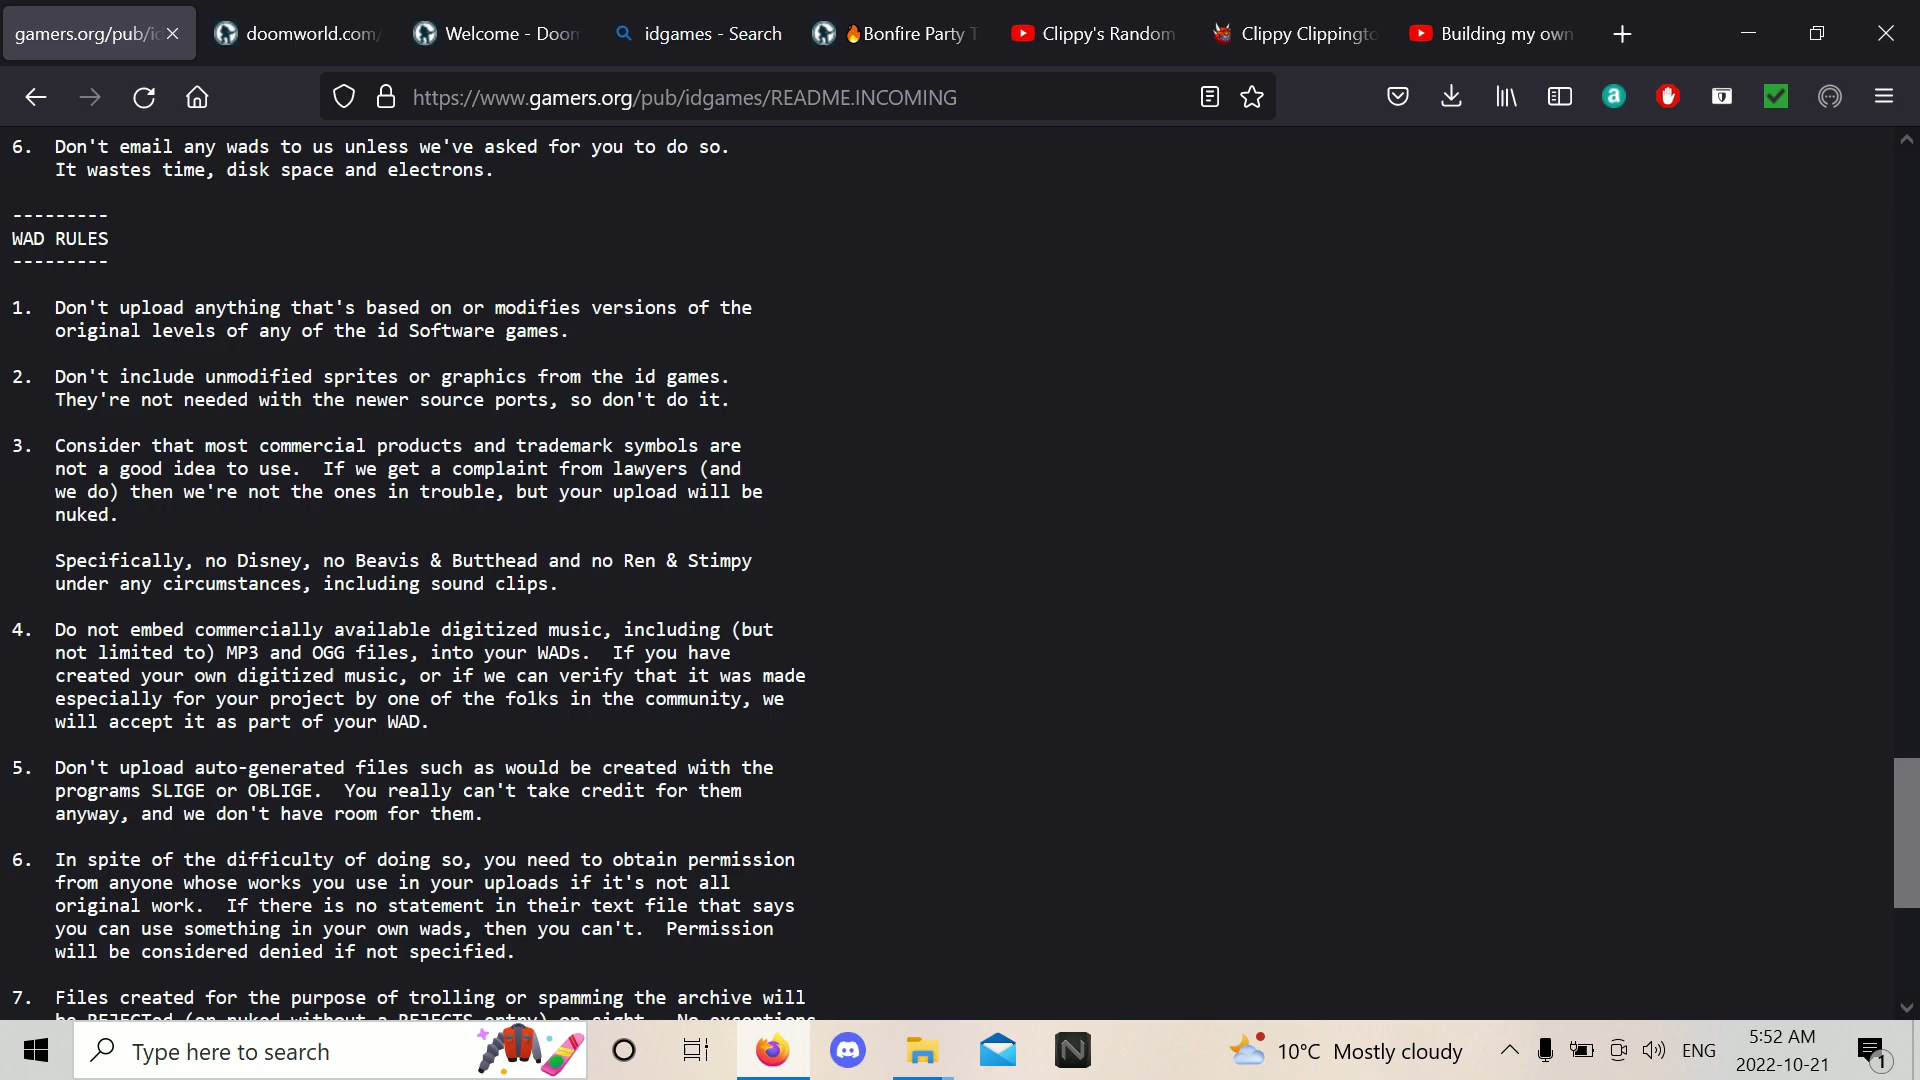 gamers.org/pub/id
doomworld.com/
Welcome - Doom
idgames - Search
🔥Bonfire Party T
Clippy's Random
Clippy Clippingto
Building my own
https://www.gamers.org/pub/idgames/README.INCOMING
6. Don't email any wads to us unless we've asked for you to do so.
It wastes time, disk space and electrons.
---------
WAD RULES
---------
1. Don't upload anything that's based on or modifies versions of the
original levels of any of the id Software games.
2. Don't include unmodified sprites or graphics from the id games.
They're not needed with the newer source ports, so don't do it.
3. Consider that most commercial products and trademark symbols are
not a good idea to use. If we get a complaint from lawyers (and
we do) then we're not the ones in trouble, but your upload will be
nuked.
Specifically, no Disney, no Beavis & Butthead and no Ren & Stimpy
under any circumstances, including sound clips.
4. Do not embed commercially available digitized music, including (but
not limited to) MP3 and OGG files, into your WADs. If you have
created your own digitized music, or if we can verify that it was made
especially for your project by one of the folks in the community, we
will accept it as part of your WAD.
5. Don't upload auto-generated files such as would be created with the
programs SLIGE or OBLIGE. You really can't take credit for them
anyway, and we don't have room for them.
6. In spite of the difficulty of doing so, you need to obtain permission
from anyone whose works you use in your uploads if it's not all
original work. If there is no statement in their text file that says
you can use something in your own wads, then you can't. Permission
will be considered denied if not specified.
7. Files created for the purpose of trolling or spamming the archive will
be REJECTed (or nuked without a REJECTS entry) on sight. No exceptions
Type here to search
10°C Mostly cloudy
ENG
5:52 AM
2022-10-21
1